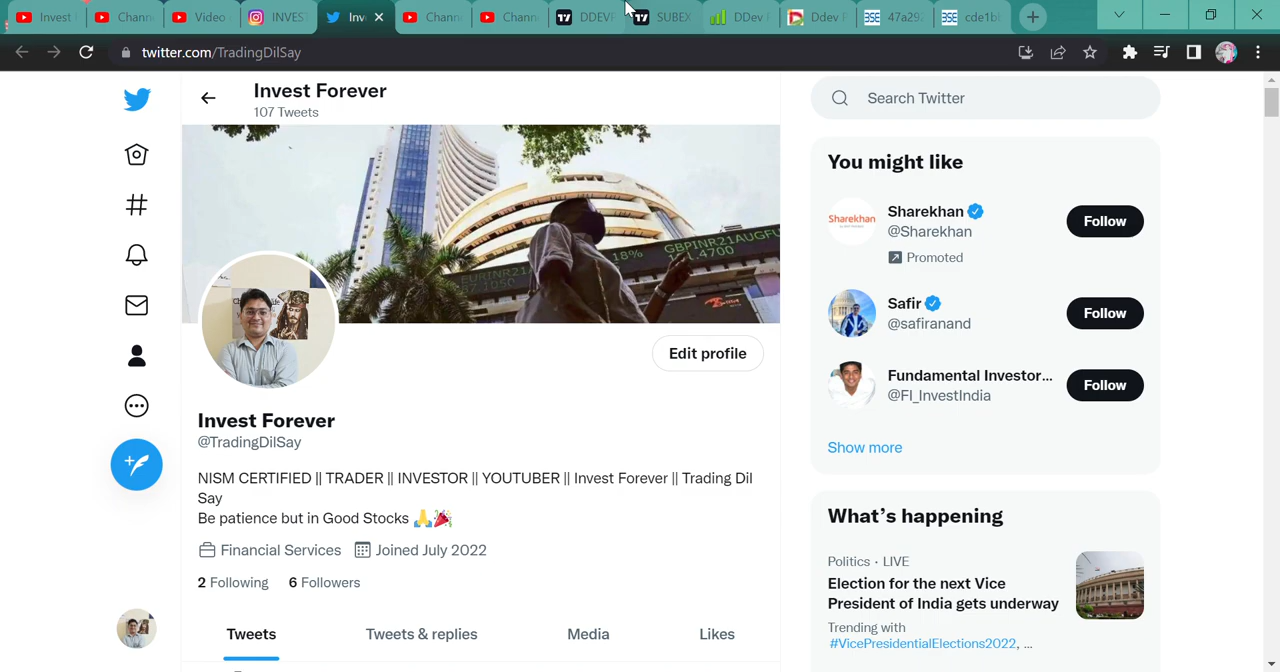 Invest
Chann
Video
INVEST
Inv
Chann
Chann
DDEVP
SUBEX
DDev
Ddev
47a29
cde1b
twitter.com/TradingDilSay
Invest Forever
107 Tweets
Edit profile
Invest Forever
@TradingDilSay
NISM CERTIFIED || TRADER || INVESTOR || YOUTUBER || Invest Forever || Trading Dil
Say
Be patience but in Good Stocks 🙏🎉
Financial Services Joined July 2022
2 Following 6 Followers
Tweets Tweets & replies Media Likes
Search Twitter
You might like
Sharekhan
@Sharekhan
Promoted
Follow
Safir
@safiranand
Follow
Fundamental Investor...
@FI_InvestIndia
Follow
Show more
What's happening
Politics · LIVE
Election for the next Vice
President of India gets underway
Trending with
#VicePresidentialElections2022, ...